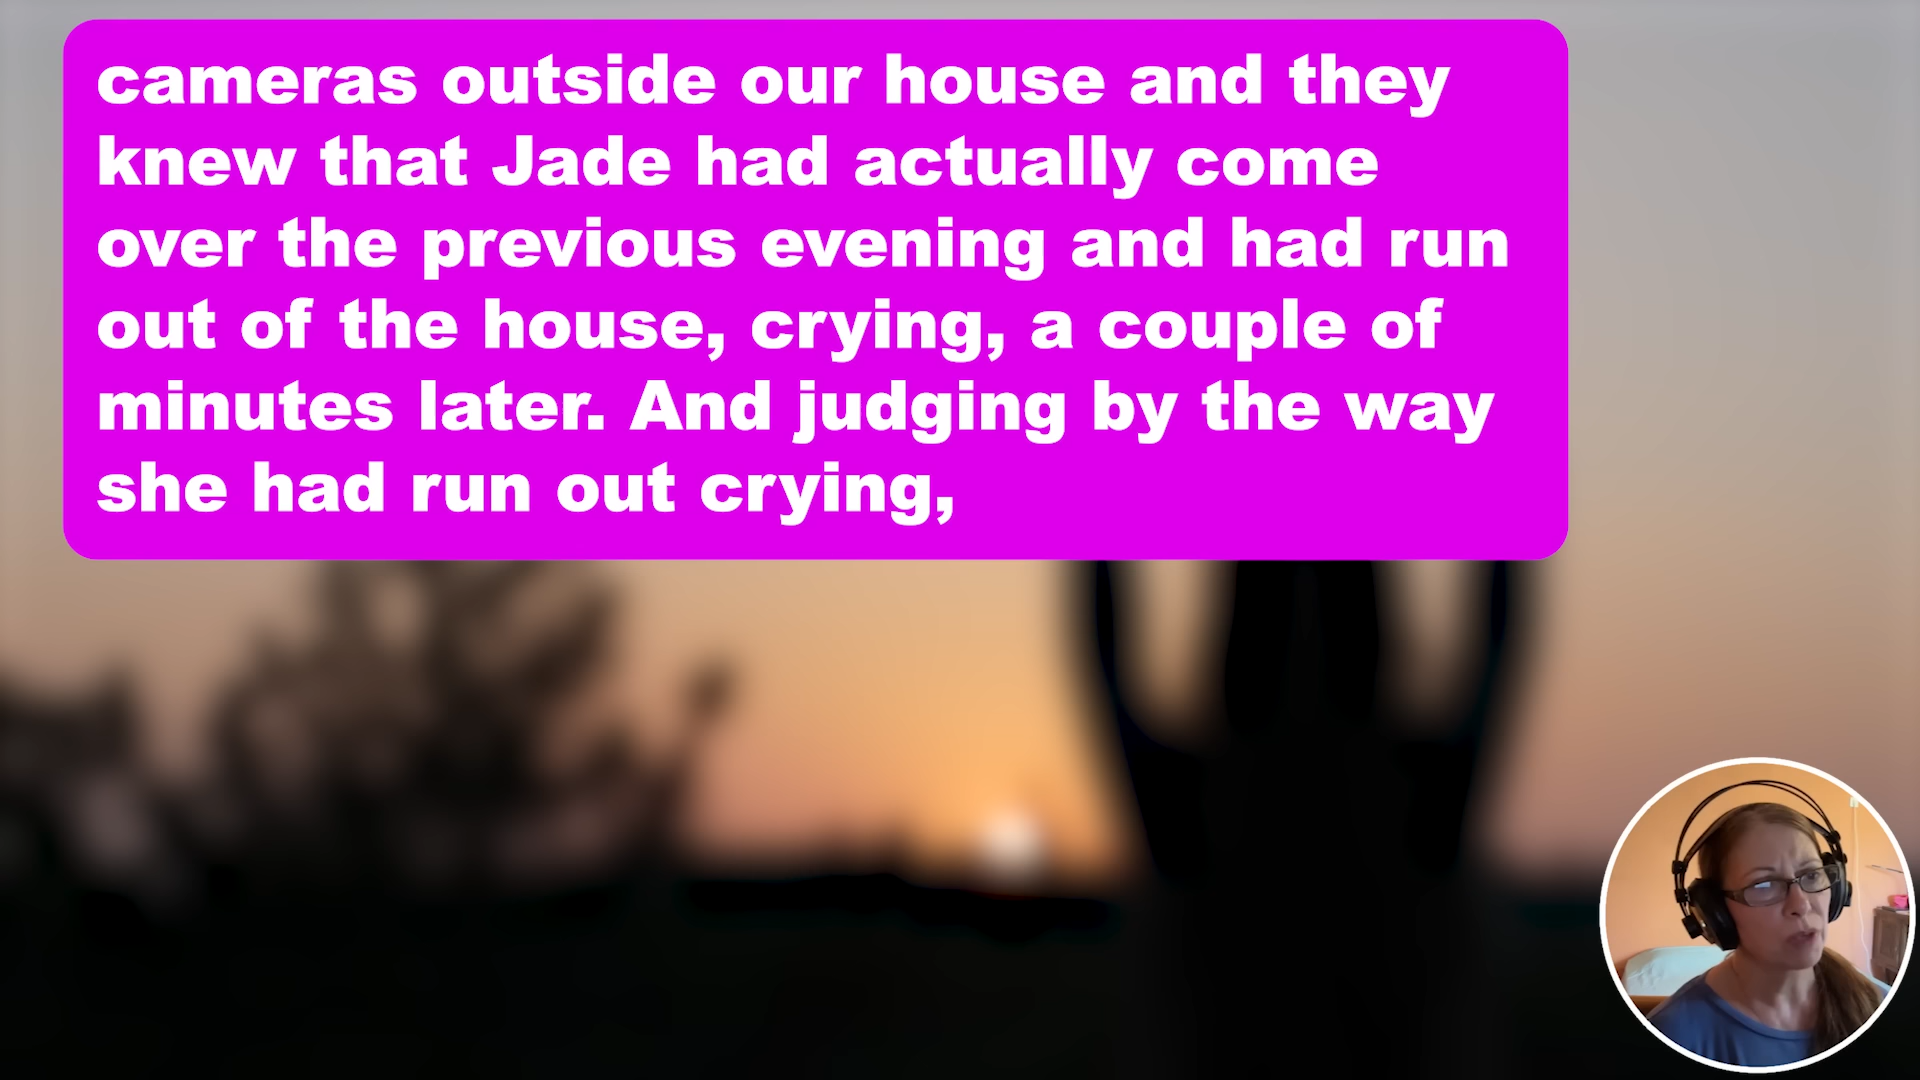 cameras outside our house and they
knew that Jade had actually come
over the previous evening and had run
out of the house, crying, a couple of
minutes later. And judging by the way
she had run out crying,